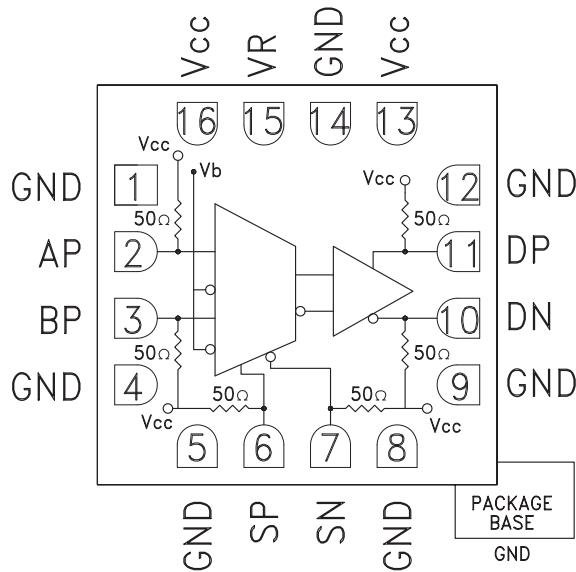 Vcc VR GND Vcc
16 15 14 13
Vcc
Vb
Vcc
GND 1 12 GND
50Ω 50Ω
AP 2 11 DP
BP 3 10 DN
50Ω 50Ω
GND 4 9 GND
50Ω 50Ω
Vcc Vcc
5 6 7 8
GND SP SN GND
PACKAGE
BASE
GND